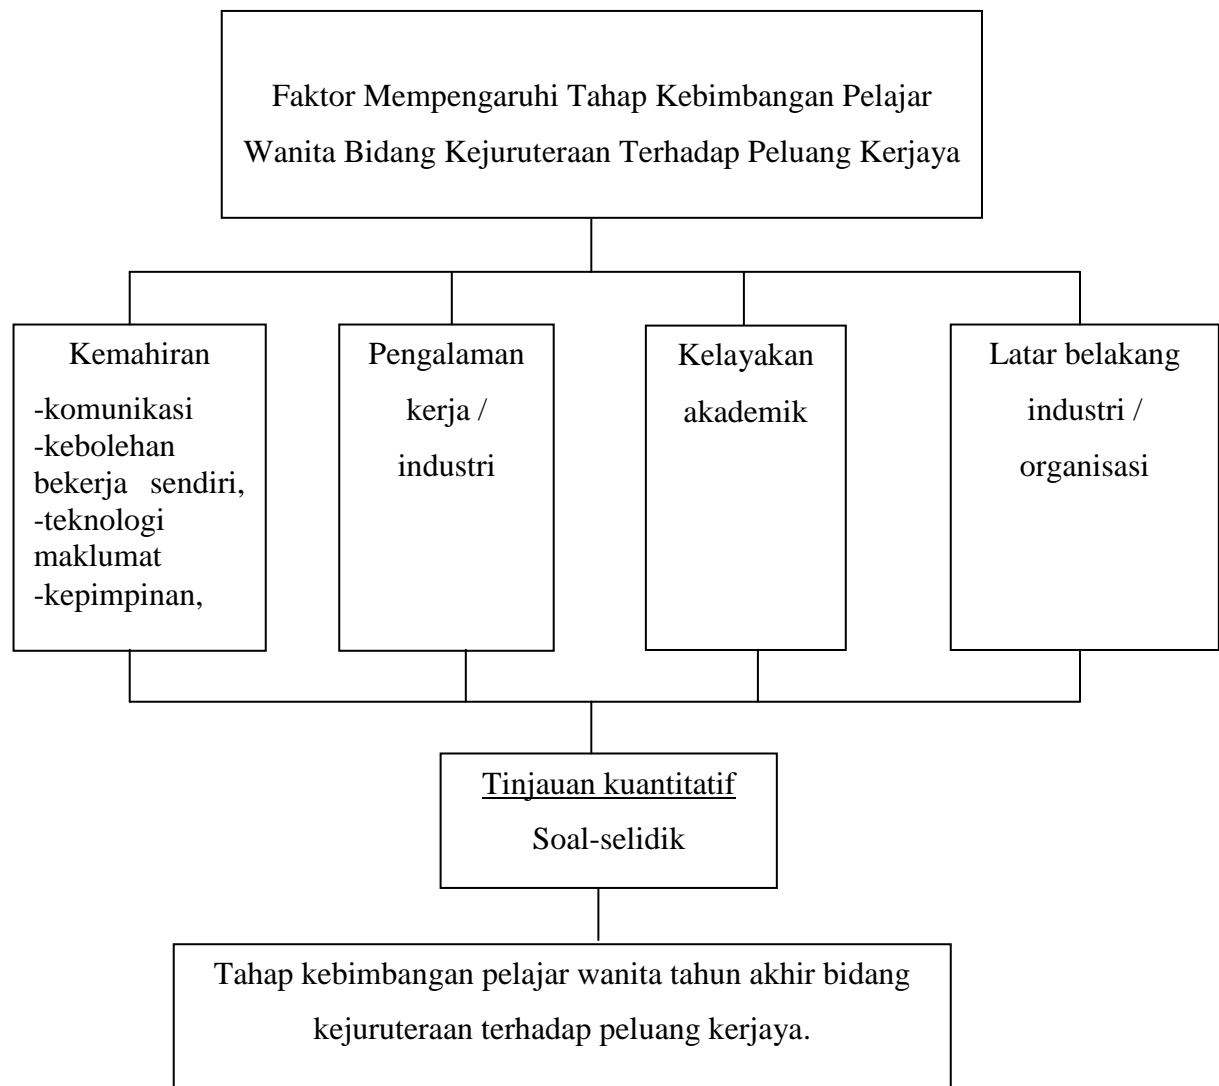 Faktor Mempengaruhi Tahap Kebimbangan Pelajar
Wanita Bidang Kejuruteraan Terhadap Peluang Kerjaya
Kemahiran
-komunikasi
-kebolehan
bekerja sendiri,
-teknologi
maklumat
-kepimpinan,
Pengalaman
kerja /
industri
Kelayakan
akademik
Latar belakang
industri /
organisasi
Tinjauan kuantitatif
Soal-selidik
Tahap kebimbangan pelajar wanita tahun akhir bidang
kejuruteraan terhadap peluang kerjaya.